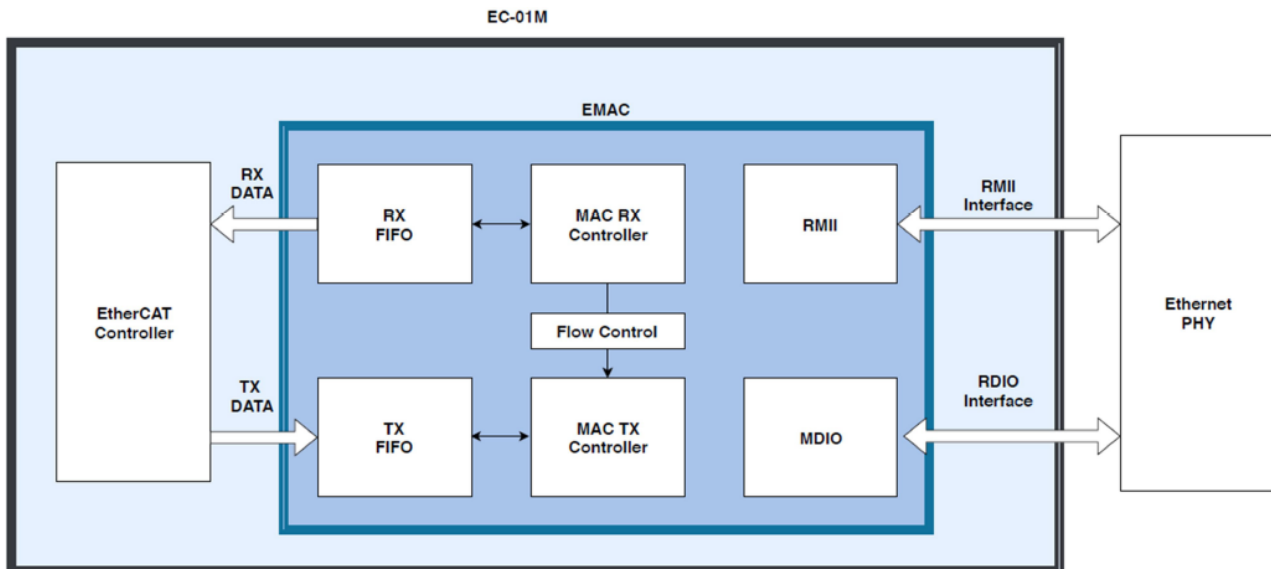 EC-01M
EMAC
RX
DATA
RX
FIFO
MAC RX
Controller
RMII
RMII
Interface
EtherCAT
Controller
Flow Control
Ethernet
PHY
TX
DATA
TX
FIFO
MAC TX
Controller
MDIO
RDIO
Interface